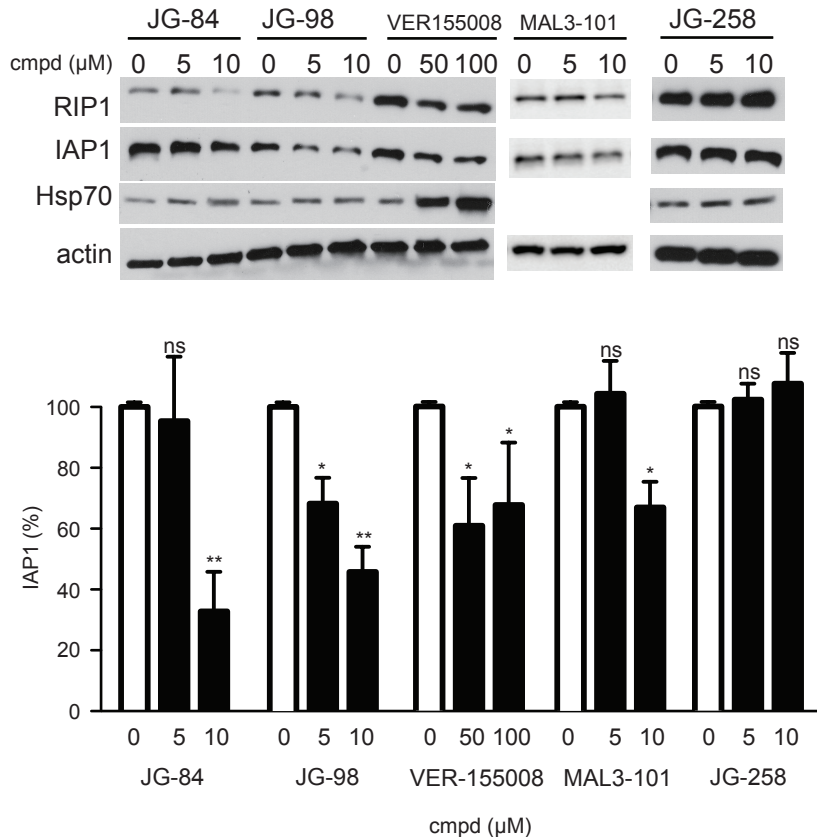 JG-84 JG-98 VER155008 MAL3-101 JG-258
cmpd (µM) 0 5 10 0 5 10 0 50 100 0 5 10 0 5 10
RIP1
IAP1
Hsp70
actin
ns ns ns ns
100 * * * *
80 ** **
60
40
20
0
IAP1 (%)
0 5 10 0 5 10 0 50 100 0 5 10 0 5 10
JG-84 JG-98 VER-155008 MAL3-101 JG-258
cmpd (µM)